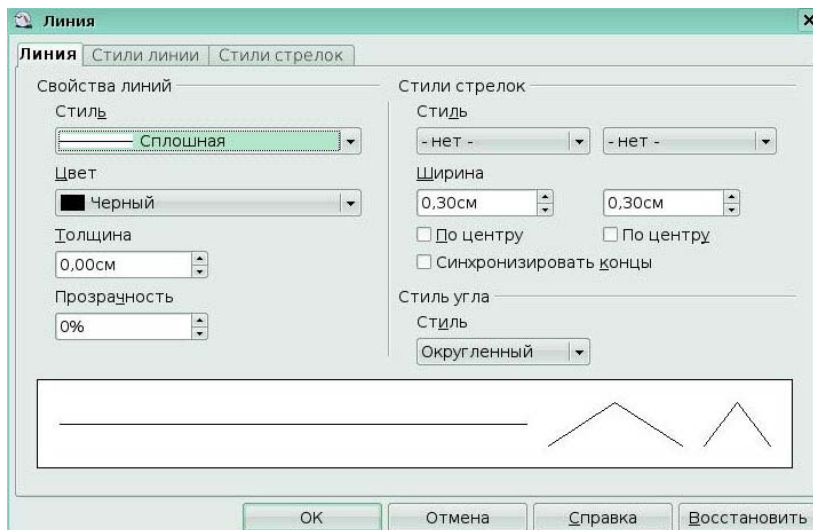 Линия
Линия Стили линии Стили стрелок
Свойства линий
Стиль
Сплошная
Цвет
Черный
Толщина
0,00см
Прозрачность
0%
Стили стрелок
Стиль
- нет - - нет -
Ширина
0,30см 0,30см
По центру По центру
Синхронизировать концы
Стиль угла
Стиль
Округленный
OK Отмена Справка Восстановить